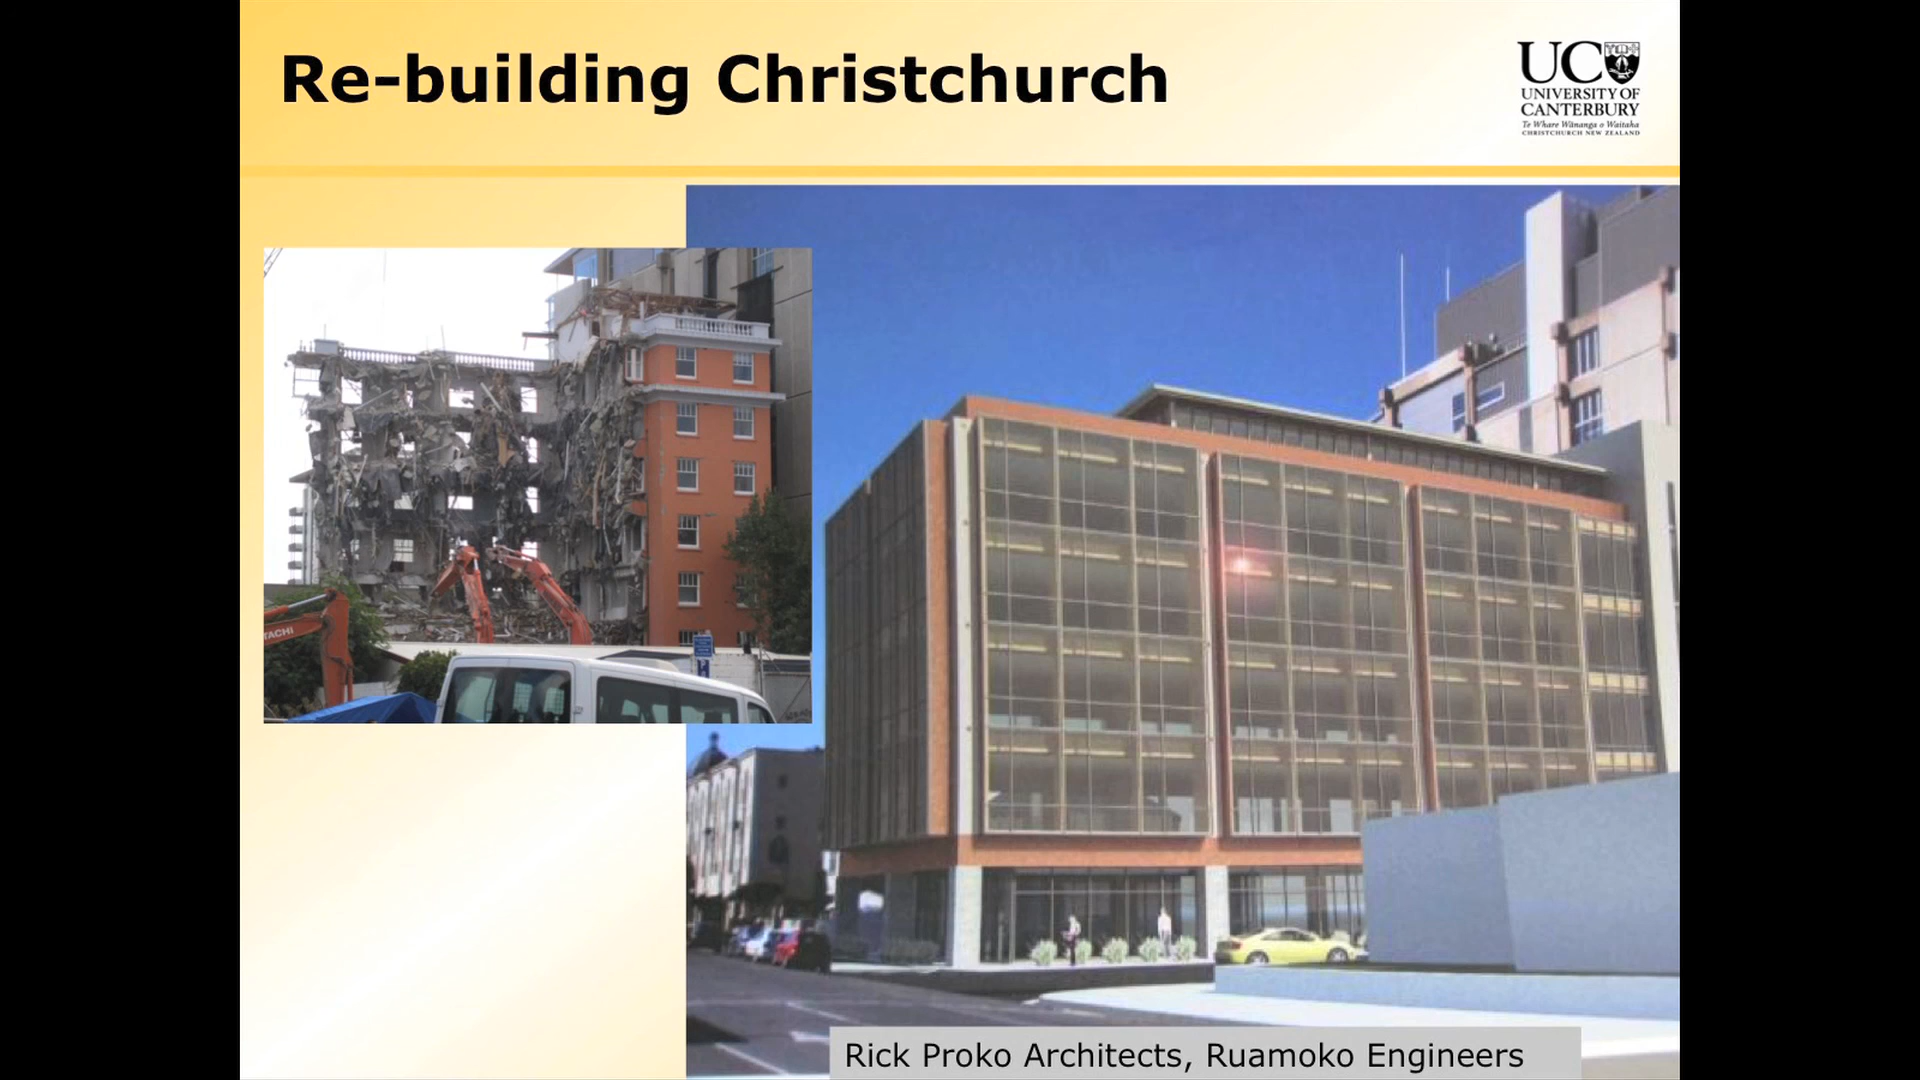 Re-building Christchurch
UC
UNIVERSITY OF
CANTERBURY
Te Whare Wānanga o Waitaha
CHRISTCHURCH NEW ZEALAND
TACHI
Rick Proko Architects, Ruamoko Engineers